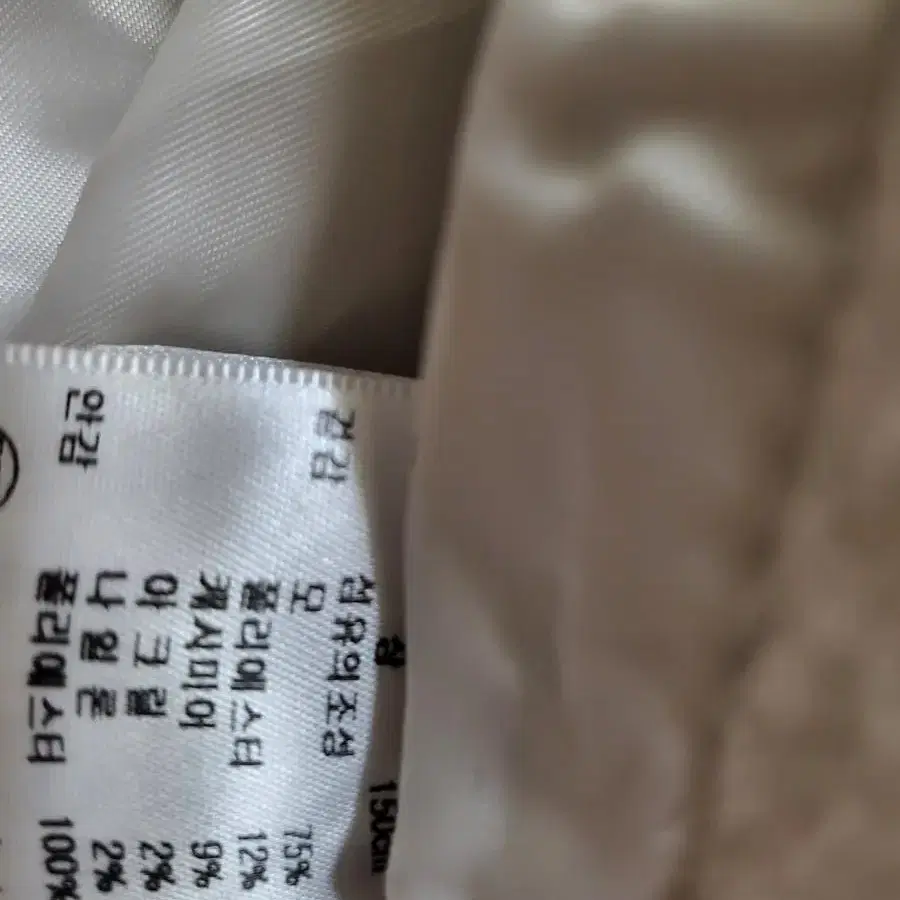 150cm
섬유의조성
겉감 모 75%
폴리에스터 12%
캐시미어 9%
아크릴 2%
나일론 2%
안감 폴리에스터 100%